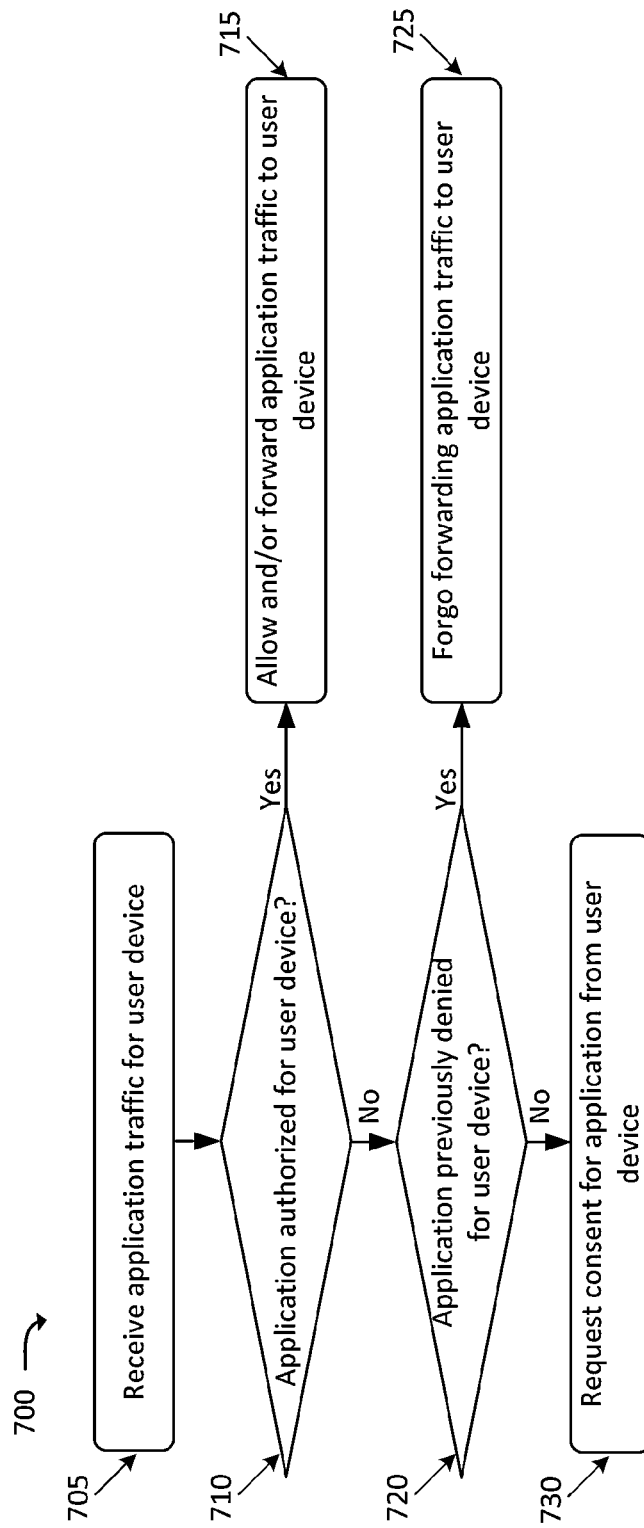 700
705
Receive application traffic for user device
710
Application authorized for user device?
Yes
715
Allow and/or forward application traffic to user
device
No
720
Application previously denied
for user device?
Yes
725
Forgo forwarding application traffic to user
device
No
730
Request consent for application from user
device